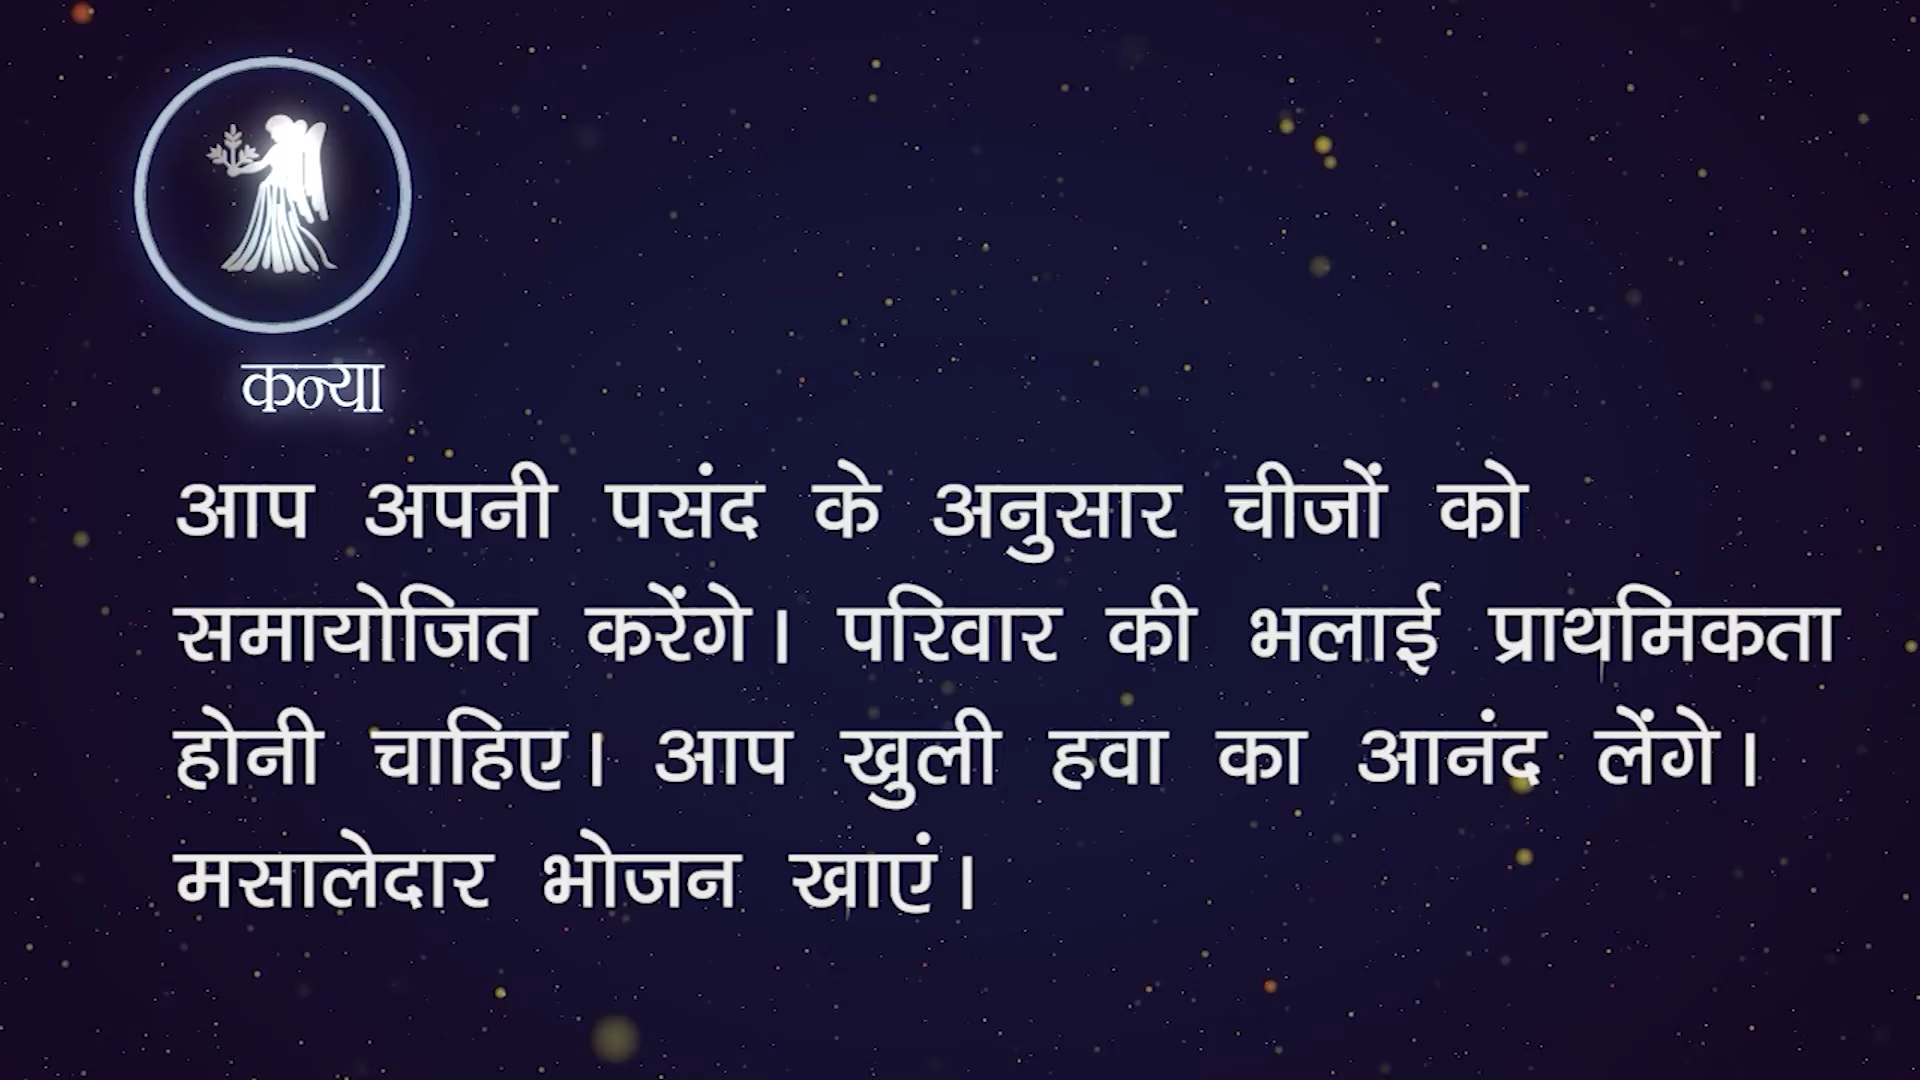 कन्या
आप अपनी पसंद के अनुसार चीजों को
समायोजित करेंगे। परिवार की भलाई प्राथमिकता
होनी चाहिए। आप खुली हवा का आनंद लेंगे।
मसालेदार भोजन खाएं।